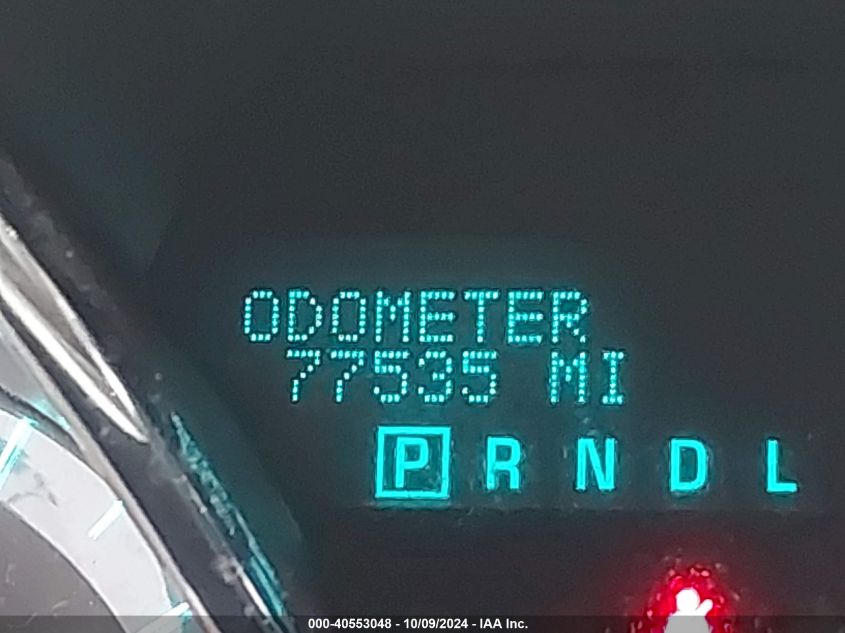 ODOMETER
77535 MI
P R N D L
000-40553048 - 10/09/2024 - IAA Inc.